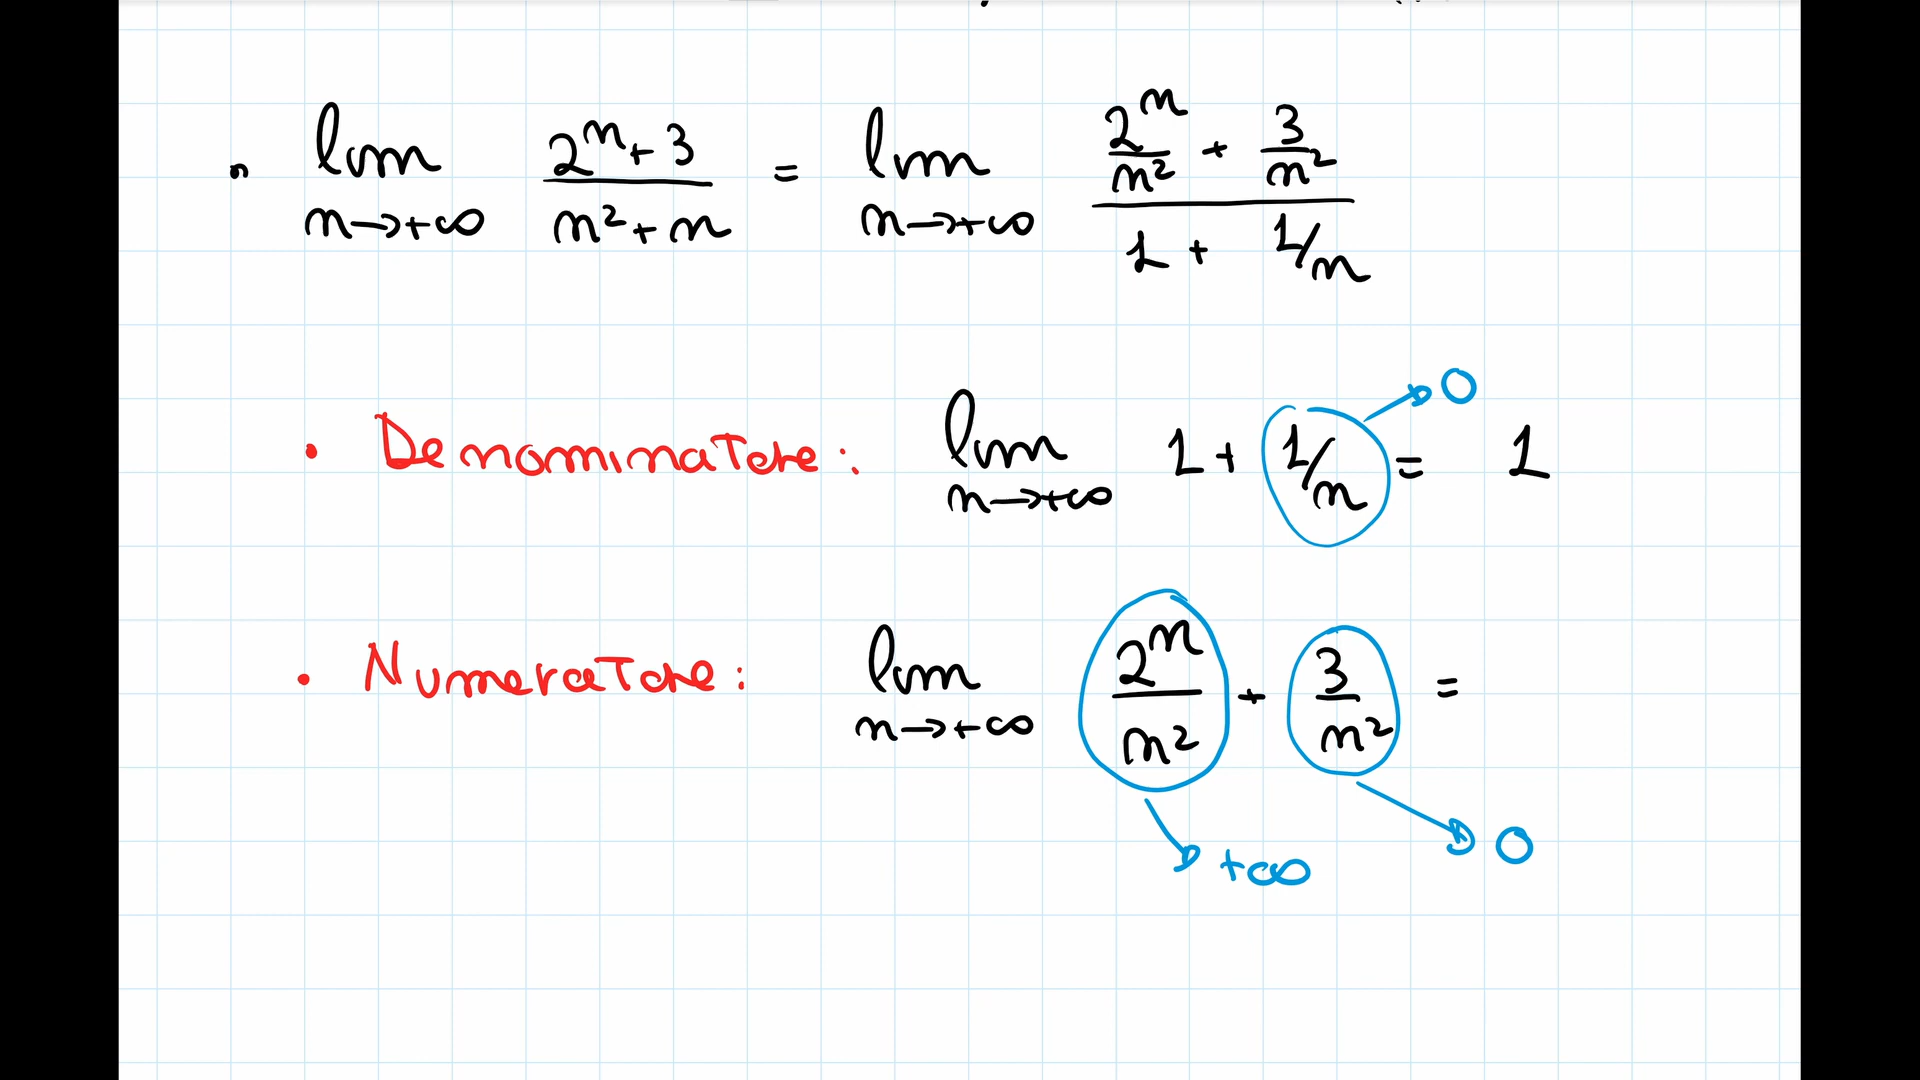 • lim n→+∞ (2^n + 3)/(n² + n) = lim n→+∞ (2^n/n² + 3/n²)/(1 + 1/n)
• Denominatore: lim n→+∞ 1 + 1/n = 1
→ 0
• Numeratore: lim n→+∞ 2^n/n² + 3/n² =
→ +∞ → 0